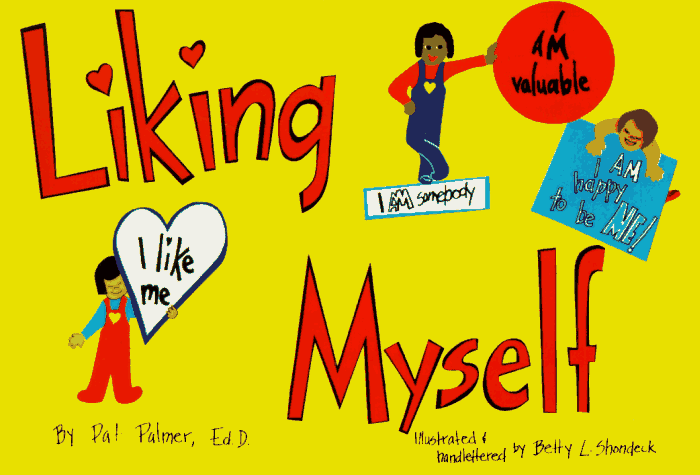 Liking
I AM
valuable
I AM somebody
I AM
happy
to be ME!
I like
me
Myself
By Pat Palmer, Ed.D.
Illustrated &
handlettered by Betty L. Shondeck